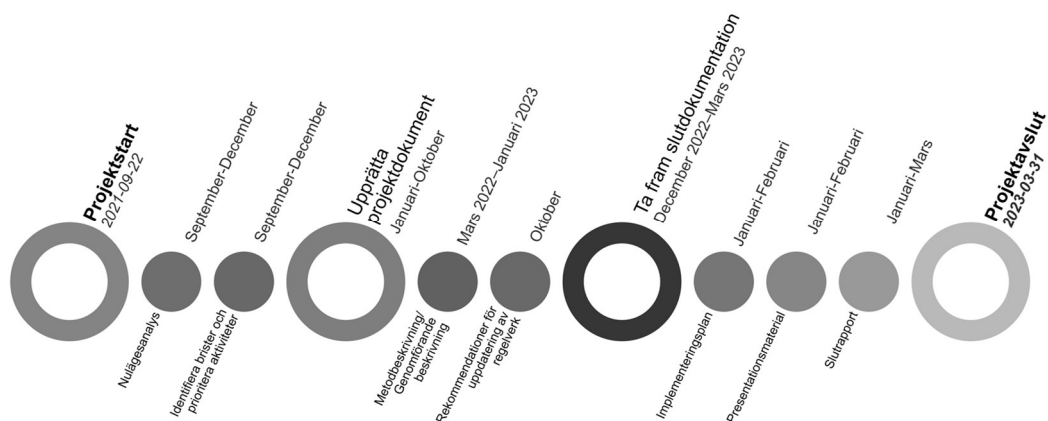 Projektstart
2021-09-22
Nulägesanalys
September-December
Identifiera brister och
prioritera aktiviteter
September-December
Upprätta
projektdokument
Januari-Oktober
Metodbeskrivning/
Genomförande
beskrivning
Mars 2022–Januari 2023
Rekommendationer för
uppdatering av
regelverk
Oktober
Ta fram slutdokumentation
December 2022–Mars 2023
Implementeringsplan
Januari-Februari
Presentationsmaterial
Januari-Februari
Slutrapport
Januari-Mars
Projektavslut
2023-03-31